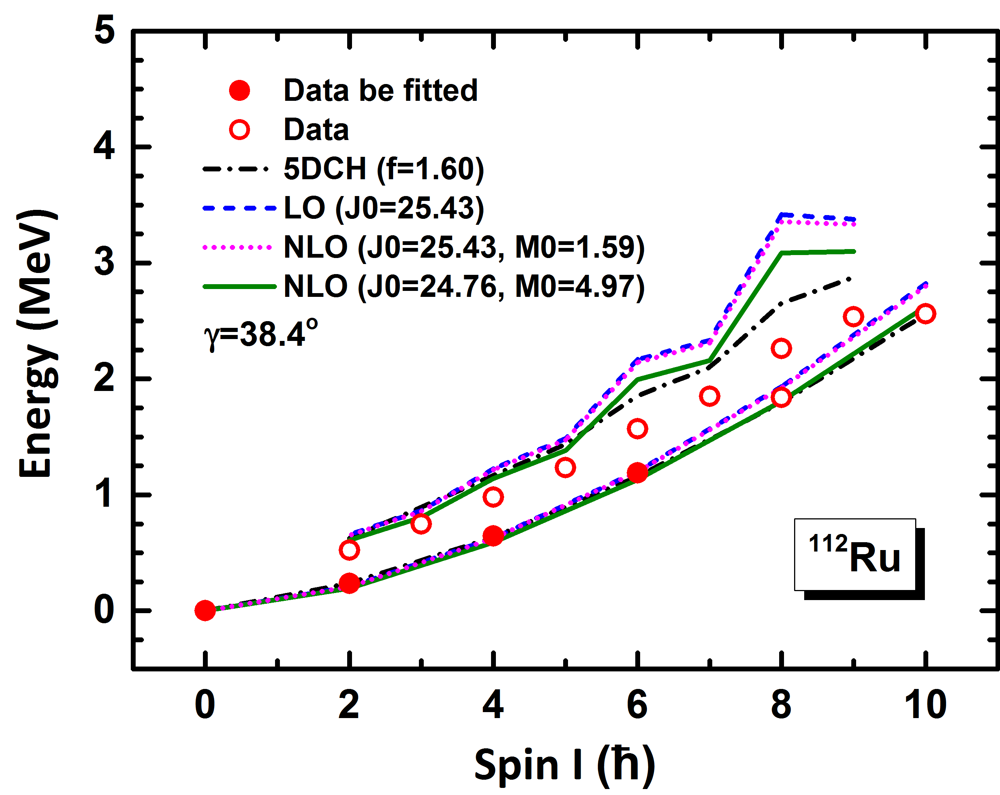 5
4
3
2
1
0
Energy (MeV)
Data be fitted
Data
5DCH (f=1.60)
LO (J0=25.43)
NLO (J0=25.43, M0=1.59)
NLO (J0=24.76, M0=4.97)
γ=38.4°
¹¹²Ru
0 2 4 6 8 10
Spin I (ħ)